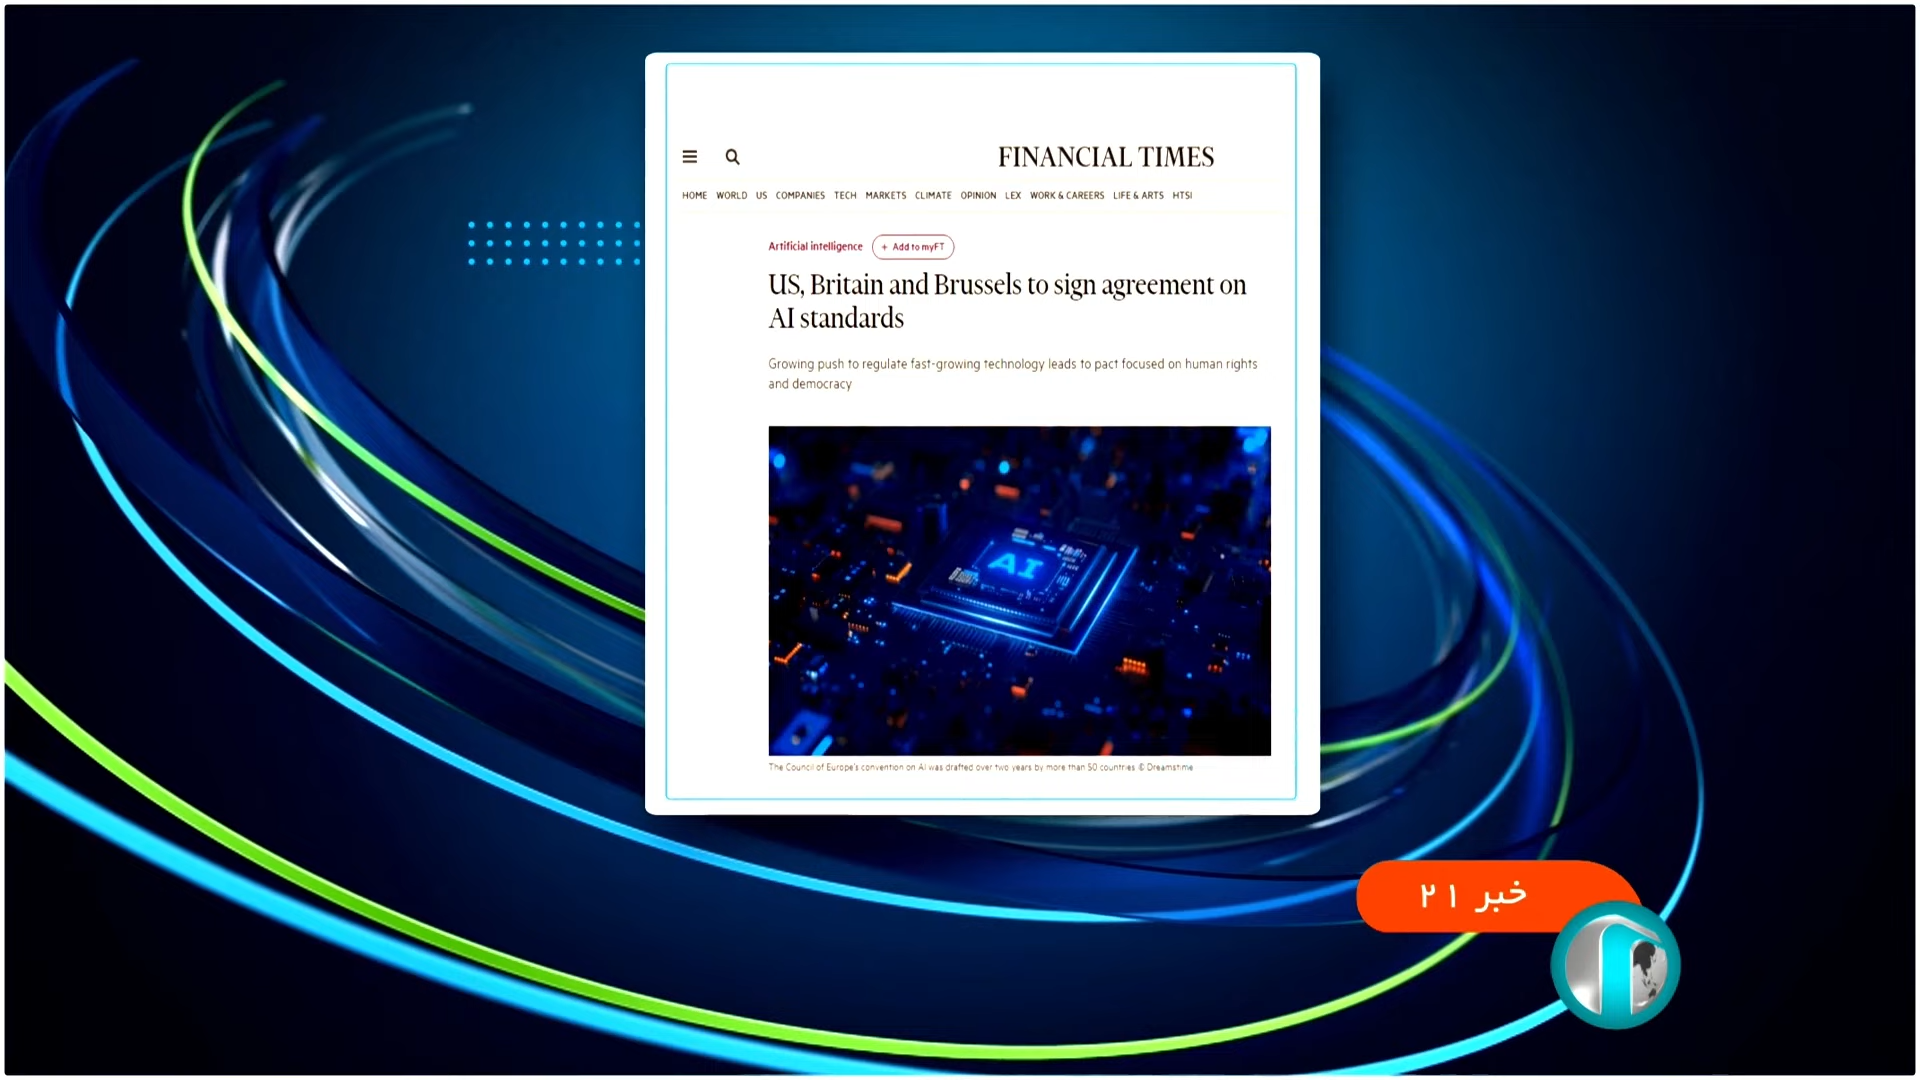 FINANCIAL TIMES
HOME WORLD US COMPANIES TECH MARKETS CLIMATE OPINION LEX WORK & CAREERS LIFE & ARTS HTSI
Artificial intelligence + Add to myFT
US, Britain and Brussels to sign agreement on
AI standards
Growing push to regulate fast-growing technology leads to pact focused on human rights
and democracy
AI
The Council of Europe's convention on AI was drafted over two years by more than 50 countries © Dreamstime
خبر ۲۱